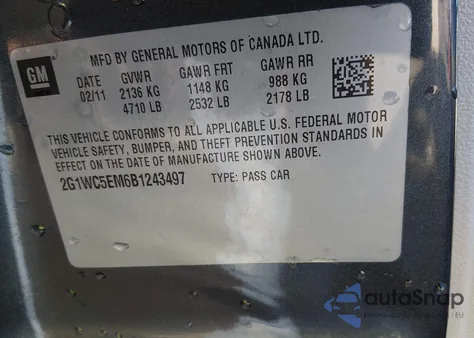 GM
MFD BY GENERAL MOTORS OF CANADA LTD.
DATE GVWR GAWR FRT GAWR RR
02/11 2136 KG 1148 KG 988 KG
4710 LB 2532 LB 2178 LB
THIS VEHICLE CONFORMS TO ALL APPLICABLE U.S. FEDERAL MOTOR
VEHICLE SAFETY, BUMPER, AND THEFT PREVENTION STANDARDS IN
EFFECT ON THE DATE OF MANUFACTURE SHOWN ABOVE.
2G1WC5EM6B1243497 TYPE: PASS CAR
autoSnap